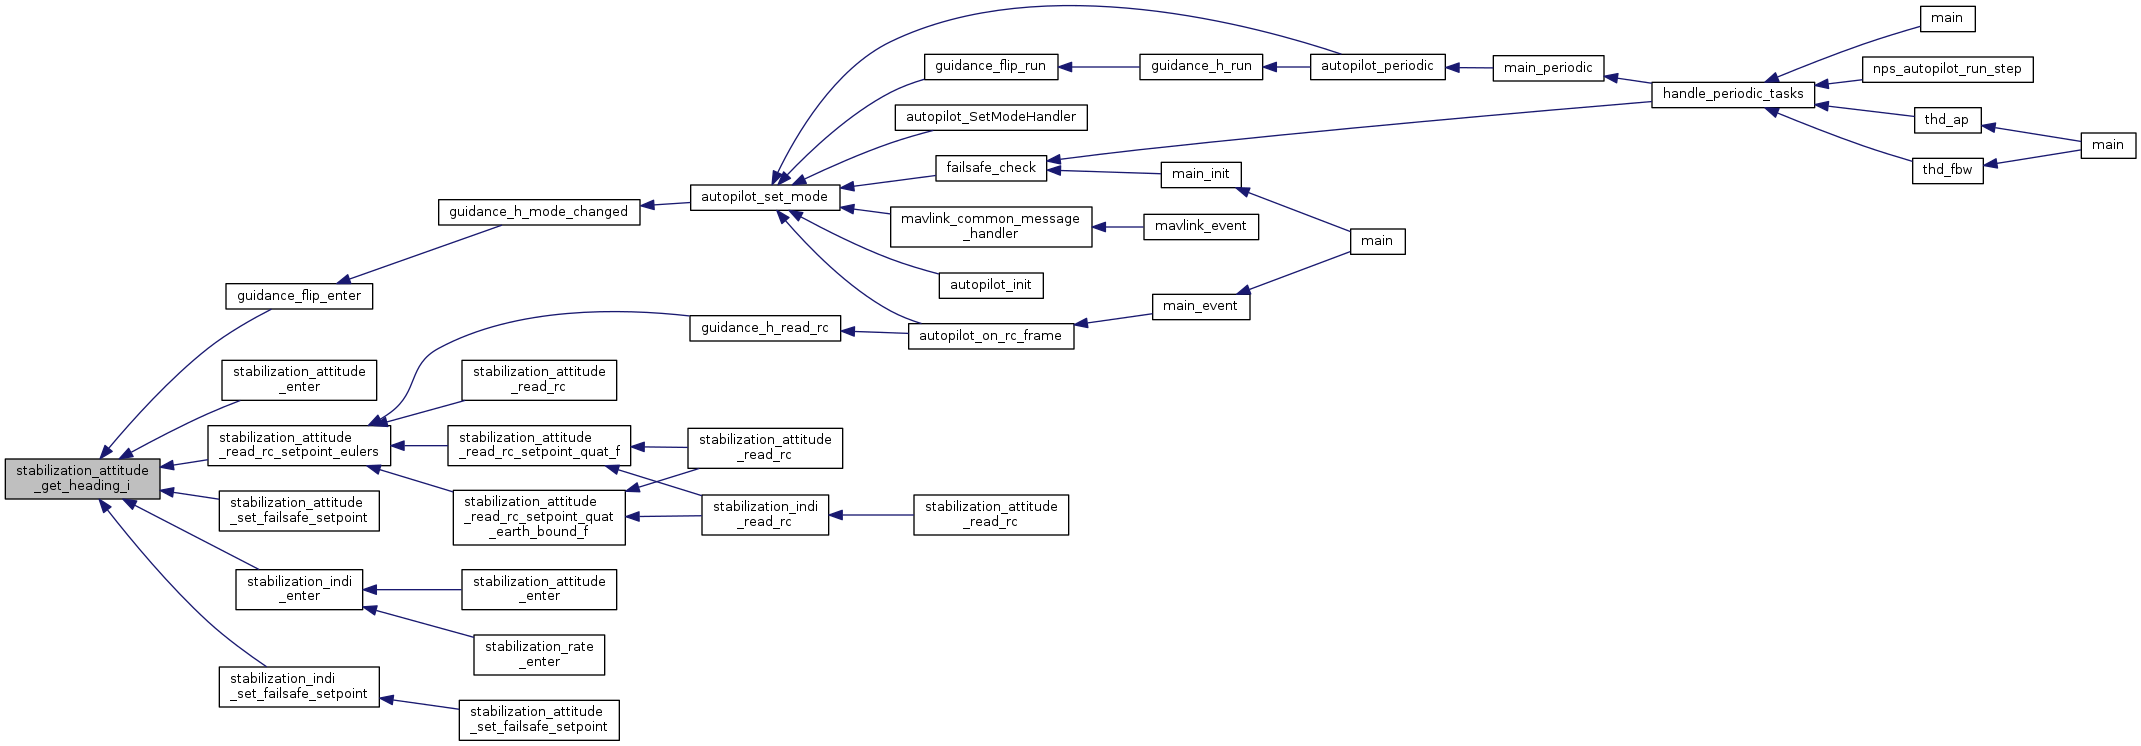 main
guidance_flip_run
guidance_h_run
autopilot_periodic
main_periodic
nps_autopilot_run_step
handle_periodic_tasks
autopilot_SetModeHandler
thd_ap
main
failsafe_check
main_init
thd_fbw
autopilot_set_mode
guidance_h_mode_changed
mavlink_common_message
_handler
mavlink_event
main
autopilot_init
guidance_flip_enter
main_event
guidance_h_read_rc
autopilot_on_rc_frame
stabilization_attitude
_enter
stabilization_attitude
_read_rc
stabilization_attitude
_read_rc_setpoint_eulers
stabilization_attitude
_read_rc_setpoint_quat_f
stabilization_attitude
_read_rc
stabilization_attitude
_get_heading_i
stabilization_attitude
_set_failsafe_setpoint
stabilization_attitude
_read_rc_setpoint_quat
_earth_bound_f
stabilization_indi
_read_rc
stabilization_attitude
_read_rc
stabilization_indi
_enter
stabilization_attitude
_enter
stabilization_rate
_enter
stabilization_indi
_set_failsafe_setpoint
stabilization_attitude
_set_failsafe_setpoint